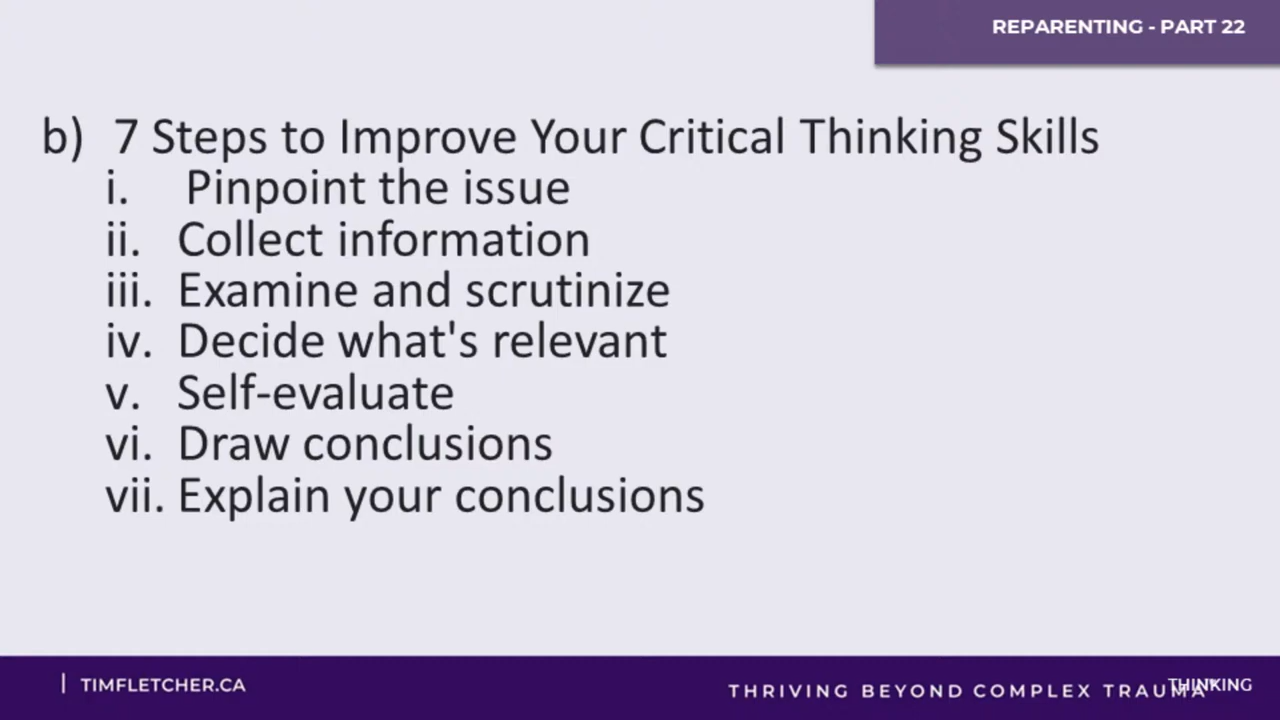 REPARENTING - PART 22
b) 7 Steps to Improve Your Critical Thinking Skills
i. Pinpoint the issue
ii. Collect information
iii. Examine and scrutinize
iv. Decide what's relevant
v. Self-evaluate
vi. Draw conclusions
vii. Explain your conclusions
| TIMFLETCHER.CA
THRIVING BEYOND COMPLEX TRAUMA
THINKING